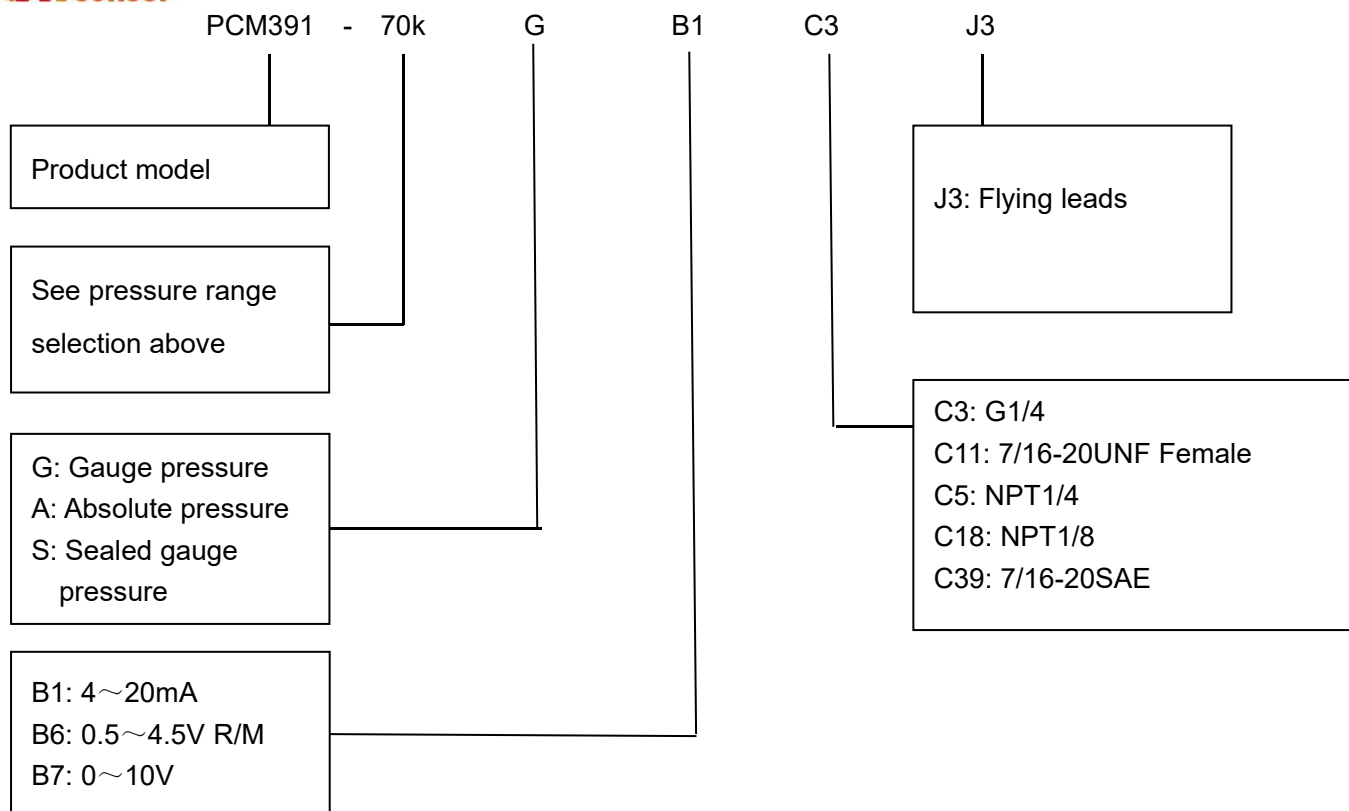 PCM391 - 70k G B1 C3 J3
Product model
See pressure range
selection above
G: Gauge pressure
A: Absolute pressure
S: Sealed gauge
pressure
B1: 4～20mA
B6: 0.5～4.5V R/M
B7: 0～10V
J3: Flying leads
C3: G1/4
C11: 7/16-20UNF Female
C5: NPT1/4
C18: NPT1/8
C39: 7/16-20SAE